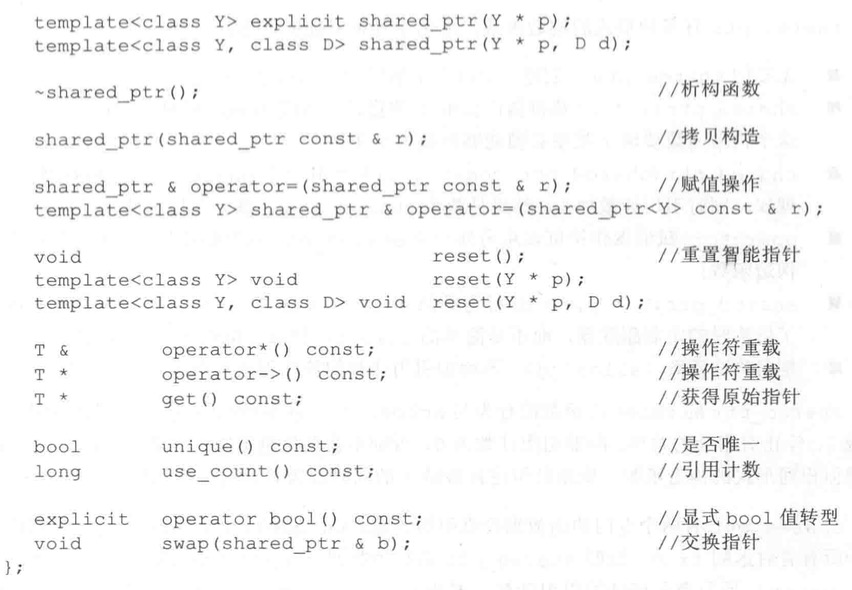 template<class Y> explicit shared_ptr(Y * p);
template<class Y, class D> shared_ptr(Y * p, D d);
~shared_ptr(); //析构函数
shared_ptr(shared_ptr const & r); //拷贝构造
shared_ptr & operator=(shared_ptr const & r); //赋值操作
template<class Y> shared_ptr & operator=(shared_ptr<Y> const & r);
void reset(); //重置智能指针
template<class Y> void reset(Y * p);
template<class Y, class D> void reset(Y * p, D d);
T & operator*() const; //操作符重载
T * operator->() const; //操作符重载
T * get() const; //获得原始指针
bool unique() const; //是否唯一
long use_count() const; //引用计数
explicit operator bool() const; //显式 bool 值转型
void swap(shared_ptr & b); //交换指针
};